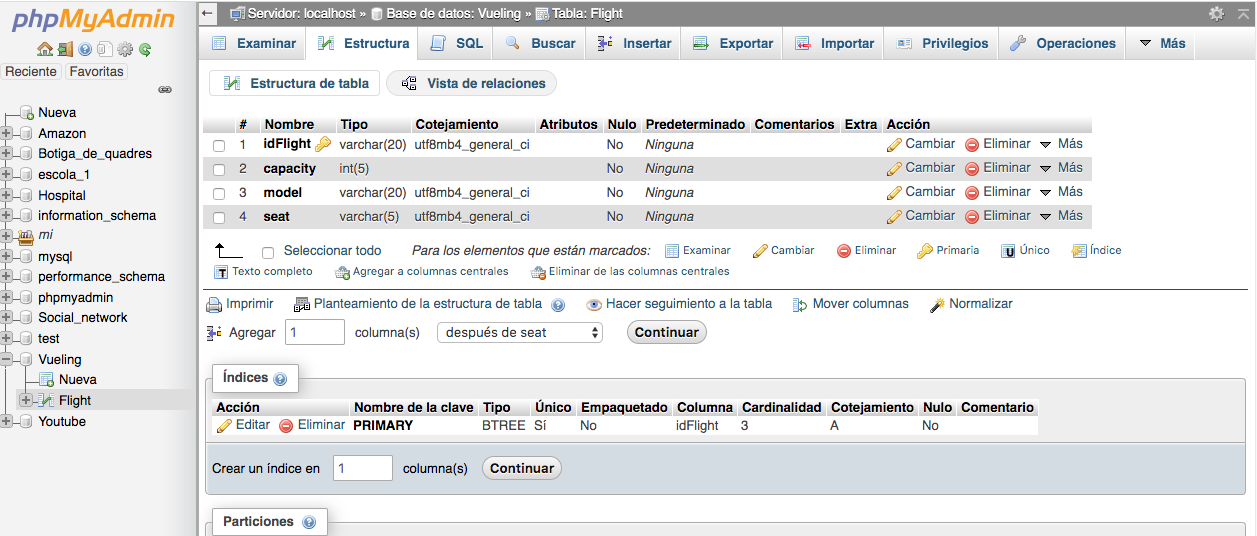 phpMyAdmin
Reciente Favoritas
Nueva
Amazon
Botiga_de_quadres
escola_1
Hospital
information_schema
mi
mysql
performance_schema
phpmyadmin
Social_network
test
Vueling
Nueva
Flight
Youtube
Servidor: localhost » Base de datos: Vueling » Tabla: Flight
Examinar Estructura SQL Buscar Insertar Exportar Importar Privilegios Operaciones Más
Estructura de tabla Vista de relaciones
# Nombre Tipo Cotejamiento Atributos Nulo Predeterminado Comentarios Extra Acción
1 idFlight varchar(20) utf8mb4_general_ci No Ninguna Cambiar Eliminar Más
2 capacity int(5) No Ninguna Cambiar Eliminar Más
3 model varchar(20) utf8mb4_general_ci No Ninguna Cambiar Eliminar Más
4 seat varchar(5) utf8mb4_general_ci No Ninguna Cambiar Eliminar Más
Seleccionar todo Para los elementos que están marcados: Examinar Cambiar Eliminar Primaria Único Índice
Texto completo Agregar a columnas centrales Eliminar de las columnas centrales
Imprimir Planteamiento de la estructura de tabla Hacer seguimiento a la tabla Mover columnas Normalizar
Agregar 1 columna(s) después de seat Continuar
Índices
Acción Nombre de la clave Tipo Único Empaquetado Columna Cardinalidad Cotejamiento Nulo Comentario
Editar Eliminar PRIMARY BTREE Sí No idFlight 3 A No
Crear un índice en 1 columna(s) Continuar
Particiones